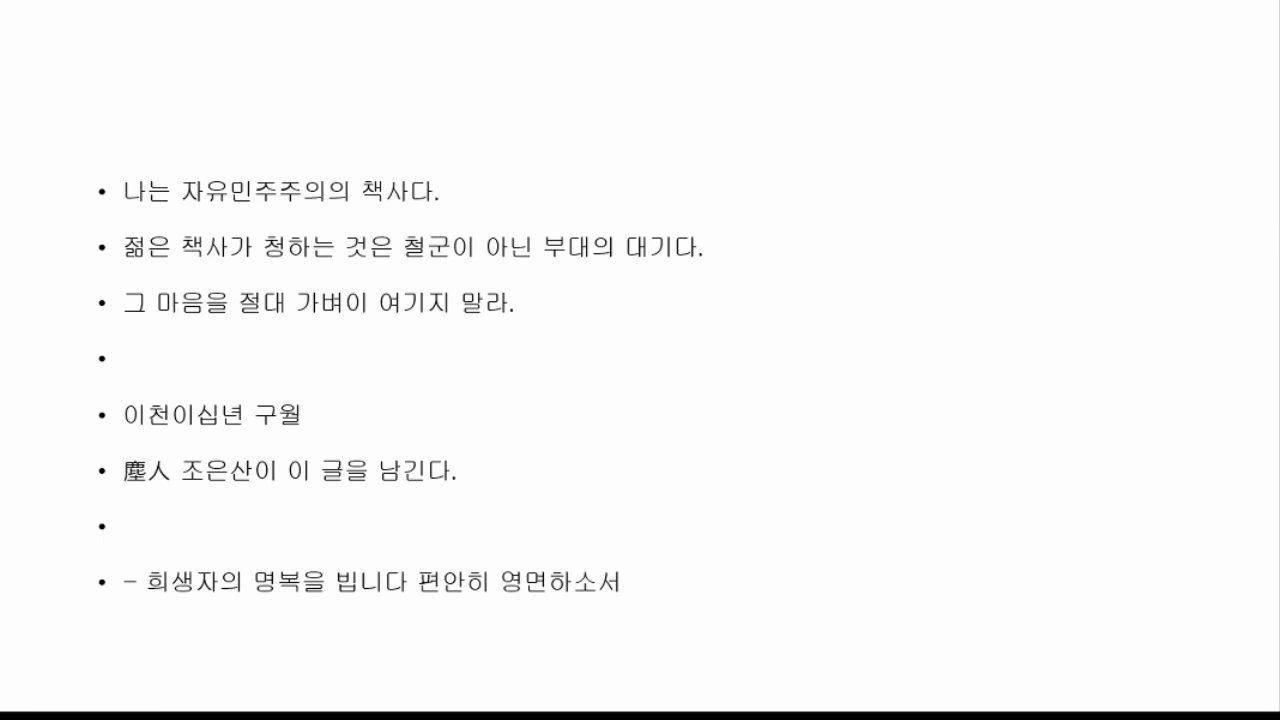 • 나는 자유민주주의의 책사다.
• 젊은 책사가 청하는 것은 철군이 아닌 부대의 대기다.
• 그 마음을 절대 가벼이 여기지 말라.
•
• 이천이십년 구월
• 塵人 조은산이 이 글을 남긴다.
•
• – 희생자의 명복을 빕니다 편안히 영면하소서